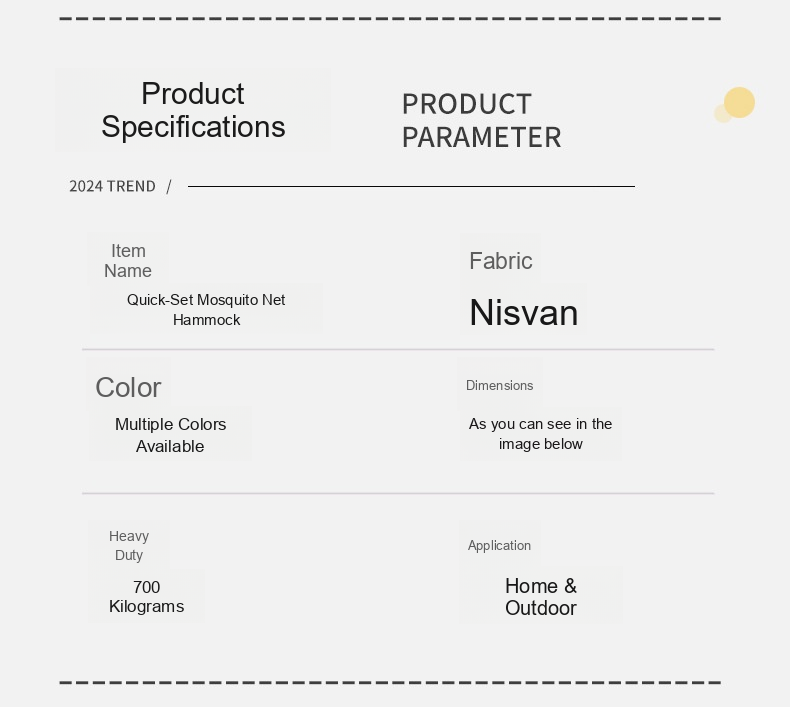 Product
Specifications
PRODUCT
PARAMETER
2024 TREND /
Item
Name
Quick-Set Mosquito Net
Hammock
Fabric
Nisvan
Color
Multiple Colors
Available
Dimensions
As you can see in the
image below
Heavy
Duty
700
Kilograms
Application
Home &
Outdoor